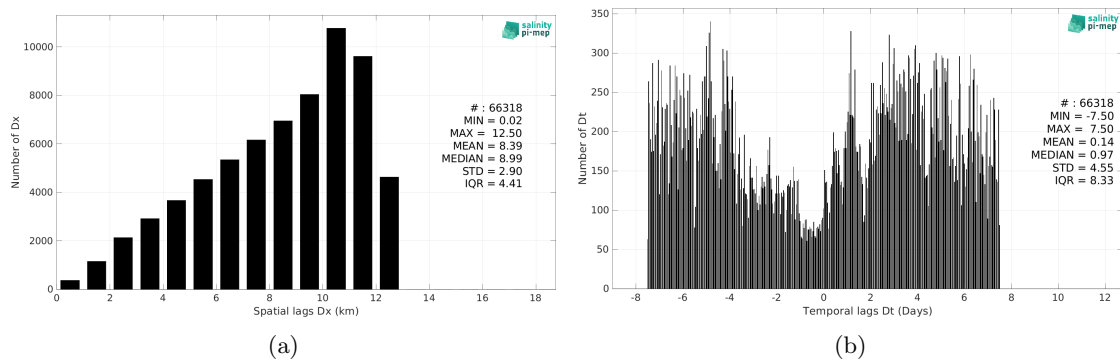 10000
8000
6000
4000
2000
0
Number of Dx
0 2 4 6 8 10 12 14 16 18
Spatial lags Dx (km)
salinity
pi-mep
# : 66318
MIN = 0.02
MAX = 12.50
MEAN = 8.39
MEDIAN = 8.99
STD = 2.90
IQR = 4.41
(a)
350
300
250
200
150
100
50
0
Number of Dt
-8 -6 -4 -2 0 2 4 6 8 10 12
Temporal lags Dt (Days)
salinity
pi-mep
# : 66318
MIN = -7.50
MAX = 7.50
MEAN = 0.14
MEDIAN = 0.97
STD = 4.55
IQR = 8.33
(b)